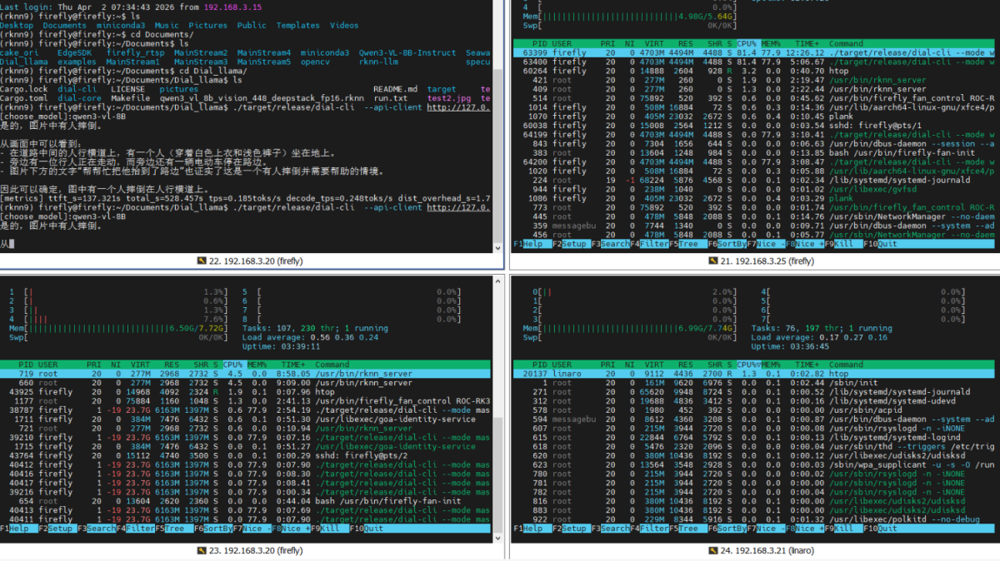 Last login: Thu Apr  2 07:34:43 2026 from 192.168.3.15
(rknn9) firefly@firefly:~$ ls
Desktop  Documents  miniconda3  Music  Pictures  Public  Templates  Videos
(rknn9) firefly@firefly:~$ cd Documents/
(rknn9) firefly@firefly:~/Documents$ ls
cake_ori  EdgeSDK  firefly_rtsp  MainStream2  MainStream4  miniconda3  Qwen3-VL-8B-Instruct  Seawa
Dial_llama  examples  MainStream1  MainStream3  MainStream5  opencv  rknn-llm  specu
(rknn9) firefly@firefly:~/Documents$ cd Dial_llama/
(rknn9) firefly@firefly:~/Documents/Dial_llama$ ls
Cargo.lock  dial-cli  LICENSE  pictures  README.md  target  te
Cargo.toml  dial-core  Makefile  qwen3_vl_8b_vision_448_deepstack_fp16.rknn  run.txt  test2.jpg  te
(rknn9) firefly@firefly:~/Documents/Dial_llama$ ./target/release/dial-cli  --api-client http://127.0.
[choose_model]:qwen3-vl-8B
是的，图片中有人摔倒。
从画面中可以看到：
- 在道路中间的人行横道上，有一个人（穿着白色上衣和浅色裤子）坐在地上。
- 旁边有一位行人正在走动，而旁边还有一辆电动车停在路边。
- 图片下方的文字“帮帮忙把他抬到了路边”也证实了这是一个有人摔倒并需要帮助的情境。
因此可以确定，图中有一个人摔倒在人行横道上。
[metrics] ttft_s=137.321s total_s=528.457s tps=0.185toks/s decode_tps=0.248toks/s dist_overhead_s=1.7
(rknn9) firefly@firefly:~/Documents/Dial_llama$ ./target/release/dial-cli  --api-client http://127.0.
[choose_model]:qwen3-vl-8B
是的，图片中有人摔倒。
从
22. 192.168.3.20 (firefly)
4 [ 0.0%]
Mem[ 4.98G/5.64G]
Swp[ 0K/0K]
PID USER PRI NI VIRT RES SHR S CPU% MEM% TIME+ Command
63399 firefly 20 0 4703M 4494M 4488 S 81.4 77.9 12:26.12 ./target/release/dial-cli --mode w
63400 firefly 20 0 4703M 4494M 4488 S 81.4 77.9 5:06.67 ./target/release/dial-cli --mode w
60264 firefly 20 0 14888 2604 928 R 3.2 0.0 0:40.70 htop
421 root 20 0 277M 260 0 S 1.9 0.0 2:19.47 /usr/bin/rknn_server
409 root 20 0 277M 260 0 S 1.3 0.0 2:22.44 /usr/bin/rknn_server
514 root 20 0 75892 520 392 S 0.6 0.0 0:45.62 /usr/bin/firefly_fan_control ROC-R
1014 firefly 20 0 508M 16884 72 S 0.6 0.3 0:14.36 /usr/lib/aarch64-linux-gnu/xfce4/p
1070 firefly 20 0 405M 23032 2672 S 0.6 0.4 0:10.45 plank
60038 firefly 20 0 15008 2564 1212 S 0.0 0.0 0:03.54 sshd: firefly@pts/1
64199 firefly 20 0 4703M 4494M 4488 S 0.0 77.9 3:10.41 ./target/release/dial-cli --mode w
843 firefly 20 0 7304 1656 644 S 0.0 0.0 0:06.63 /usr/bin/dbus-daemon --session --a
383 root 20 0 13604 1248 984 S 0.0 0.0 0:13.85 bash /usr/bin/firefly-fan-init
64200 firefly 20 0 4703M 4494M 4488 S 0.0 77.9 3:08.47 ./target/release/dial-cli --mode w
1020 firefly 20 0 508M 16884 72 S 0.0 0.3 0:05.88 /usr/lib/aarch64-linux-gnu/xfce4/p
224 root 19 -1 68224 5876 4568 S 0.0 0.1 0:02.34 /lib/systemd/systemd-journald
944 firefly 20 0 238M 1040 0 S 0.0 0.0 0:01.02 /usr/libexec/gvfsd
1086 firefly 20 0 405M 23032 2672 S 0.0 0.4 0:03.29 plank
773 root 20 0 75892 520 392 S 0.0 0.0 0:01.74 /usr/bin/firefly_fan_control ROC-R
445 root 20 0 478M 5848 2088 S 0.0 0.1 0:14.76 /usr/sbin/NetworkManager --no-daem
359 messagebu 20 0 7744 1340 0 S 0.0 0.0 0:09.71 /usr/bin/dbus-daemon --system --ad
456 root 20 0 478M 5848 2088 S 0.0 0.1 0:05.77 /usr/sbin/NetworkManager --no-daem
F1Help F2Setup F3SearchF4FilterF5Tree F6SortByF7Nice -F8Nice +F9Kill F10Quit
21. 192.168.3.25 (firefly)
1 [| 1.3%] 5 [ 0.0%]
2 [| 0.6%] 6 [ 0.0%]
3 [|| 1.3%] 7 [ 0.0%]
4 [|||| 7.6%] 8 [ 0.0%]
Mem[ 6.50G/7.72G] Tasks: 107, 230 thr; 1 running
Swp[ 0K/0K] Load average: 0.56 0.36 0.24
Uptime: 03:39:11
PID USER PRI NI VIRT RES SHR S CPU% MEM% TIME+ Command
719 root 20 0 277M 2968 2732 S 4.5 0.0 8:58.05 /usr/bin/rknn_server
660 root 20 0 277M 2968 2732 S 4.5 0.0 9:09.00 /usr/bin/rknn_server
43925 firefly 20 0 14968 4092 2324 R 1.9 0.1 0:07.96 htop
1177 root 20 0 75884 1160 1048 S 1.3 0.0 2:41.13 /usr/bin/firefly_fan_control ROC-RK3
38787 firefly 1 -19 23.7G 6163M 1397M S 0.6 77.9 2:54.19 ./target/release/dial-cli --mode mas
1711 firefly 20 0 384M 7476 6432 S 0.6 0.1 0:51.30 /usr/libexec/goa-identity-service
721 root 20 0 277M 2968 2732 S 0.6 0.0 0:10.94 /usr/bin/rknn_server
39210 firefly 1 -19 23.7G 6163M 1397M S 0.0 77.9 0:07.16 ./target/release/dial-cli --mode mas
1715 firefly 20 0 384M 7476 6432 S 0.0 0.1 0:51.27 /usr/libexec/goa-identity-service
43764 firefly 20 0 15112 4740 3500 S 0.0 0.1 0:00.29 sshd: firefly@pts/2
40412 firefly 1 -19 23.7G 6163M 1397M S 0.0 77.9 0:07.90 ./target/release/dial-cli --mode mas
40416 firefly 1 -19 23.7G 6163M 1397M S 0.0 77.9 0:08.30 ./target/release/dial-cli --mode mas
40417 firefly 1 -19 23.7G 6163M 1397M S 0.0 77.9 0:08.41 ./target/release/dial-cli --mode mas
39216 firefly 1 -19 23.7G 6163M 1397M S 0.0 77.9 0:00.34 ./target/release/dial-cli --mode mas
654 root 20 0 13604 2620 2360 S 0.0 0.0 0:44.04 bash /usr/bin/firefly-fan-init
40413 firefly 1 -19 23.7G 6163M 1397M S 0.0 77.9 0:07.69 ./target/release/dial-cli --mode mas
40411 firefly 1 -19 23.7G 6163M 1397M S 0.0 77.9 0:07.90 ./target/release/dial-cli --mode mas
F1Help F2Setup F3SearchF4FilterF5Tree F6SortByF7Nice -F8Nice +F9Kill F10Quit
23. 192.168.3.20 (firefly)
0[|| 2.0%] 4[ 0.0%]
1[ 0.0%] 5[ 0.0%]
2[ 0.0%] 6[ 0.0%]
3[ 0.0%] 7[ 0.0%]
Mem[ 6.99G/7.74G] Tasks: 76, 197 thr; 1 running
Swp[ 0K/0K] Load average: 0.17 0.27 0.16
Uptime: 03:36:45
PID USER PRI NI VIRT RES SHR S CPU%▽MEM% TIME+ Command
20137 linaro 20 0 9112 4436 2700 R 1.3 0.1 0:02.82 htop
1 root 20 0 161M 9620 6976 S 0.0 0.1 0:02.44 /sbin/init
271 root 20 0 65620 9948 8724 S 0.0 0.1 0:00.52 /lib/systemd/systemd-journald
312 root 20 0 19688 4836 3412 S 0.0 0.1 0:00.16 /lib/systemd/systemd-udevd
578 root 20 0 1980 452 392 S 0.0 0.0 0:00.00 /usr/sbin/acpid
594 messagebu 20 0 8612 4360 3208 S 0.0 0.1 0:00.87 /usr/bin/dbus-daemon --system --ad
607 root 20 0 215M 3944 2720 S 0.0 0.0 0:00.08 /usr/sbin/rsyslogd -n -iNONE
615 root 20 0 22844 6764 5792 S 0.0 0.1 0:00.13 /lib/systemd/systemd-logind
618 root 20 0 5476 2320 2096 S 0.0 0.0 0:00.04 /usr/sbin/thd --triggers /etc/trig
620 root 20 0 380M 10436 8192 S 0.0 0.1 0:00.11 /usr/libexec/udisks2/udisksd
623 root 20 0 13564 3548 2928 S 0.0 0.0 0:00.03 /sbin/wpa_supplicant -u -s -O /run
780 root 20 0 215M 3944 2720 S 0.0 0.0 0:00.02 /usr/sbin/rsyslogd -n -iNONE
781 root 20 0 215M 3944 2720 S 0.0 0.0 0:00.00 /usr/sbin/rsyslogd -n -iNONE
782 root 20 0 215M 3944 2720 S 0.0 0.0 0:00.04 /usr/sbin/rsyslogd -n -iNONE
816 root 20 0 380M 10436 8192 S 0.0 0.1 0:00.00 /usr/libexec/udisks2/udisksd
883 root 20 0 380M 10436 8192 S 0.0 0.1 0:00.00 /usr/libexec/udisks2/udisksd
922 root 20 0 229M 8344 5916 S 0.0 0.1 0:01.32 /usr/libexec/polkitd --no-debug
F1Help F2Setup F3SearchF4FilterF5Tree F6SortByF7Nice -F8Nice +F9Kill F10Quit
24. 192.168.3.21 (linaro)